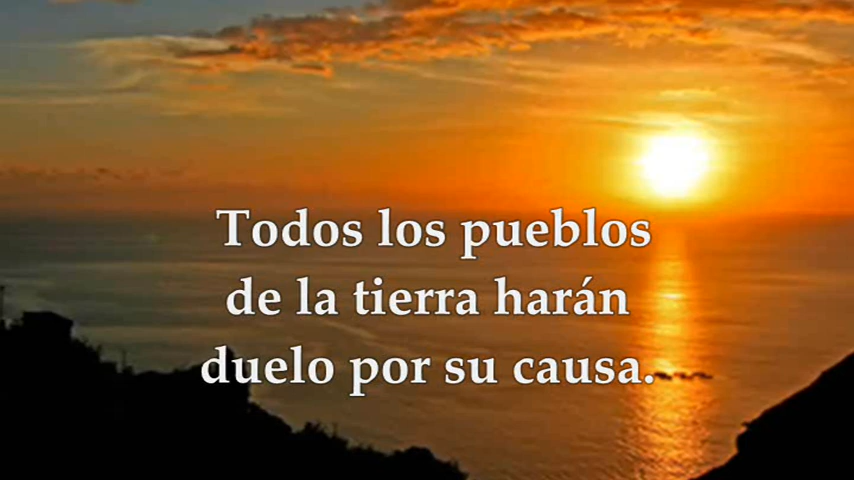 Todos los pueblos
de la tierra harán
duelo por su causa.